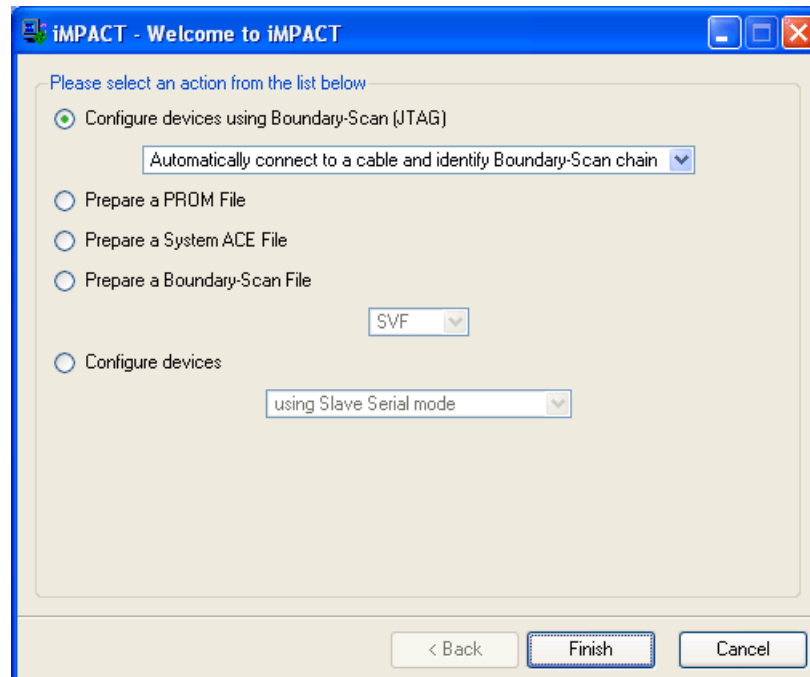 iMPACT - Welcome to iMPACT
Please select an action from the list below
Configure devices using Boundary-Scan (JTAG)
Automatically connect to a cable and identify Boundary-Scan chain
Prepare a PROM File
Prepare a System ACE File
Prepare a Boundary-Scan File
SVF
Configure devices
using Slave Serial mode
< Back Finish Cancel